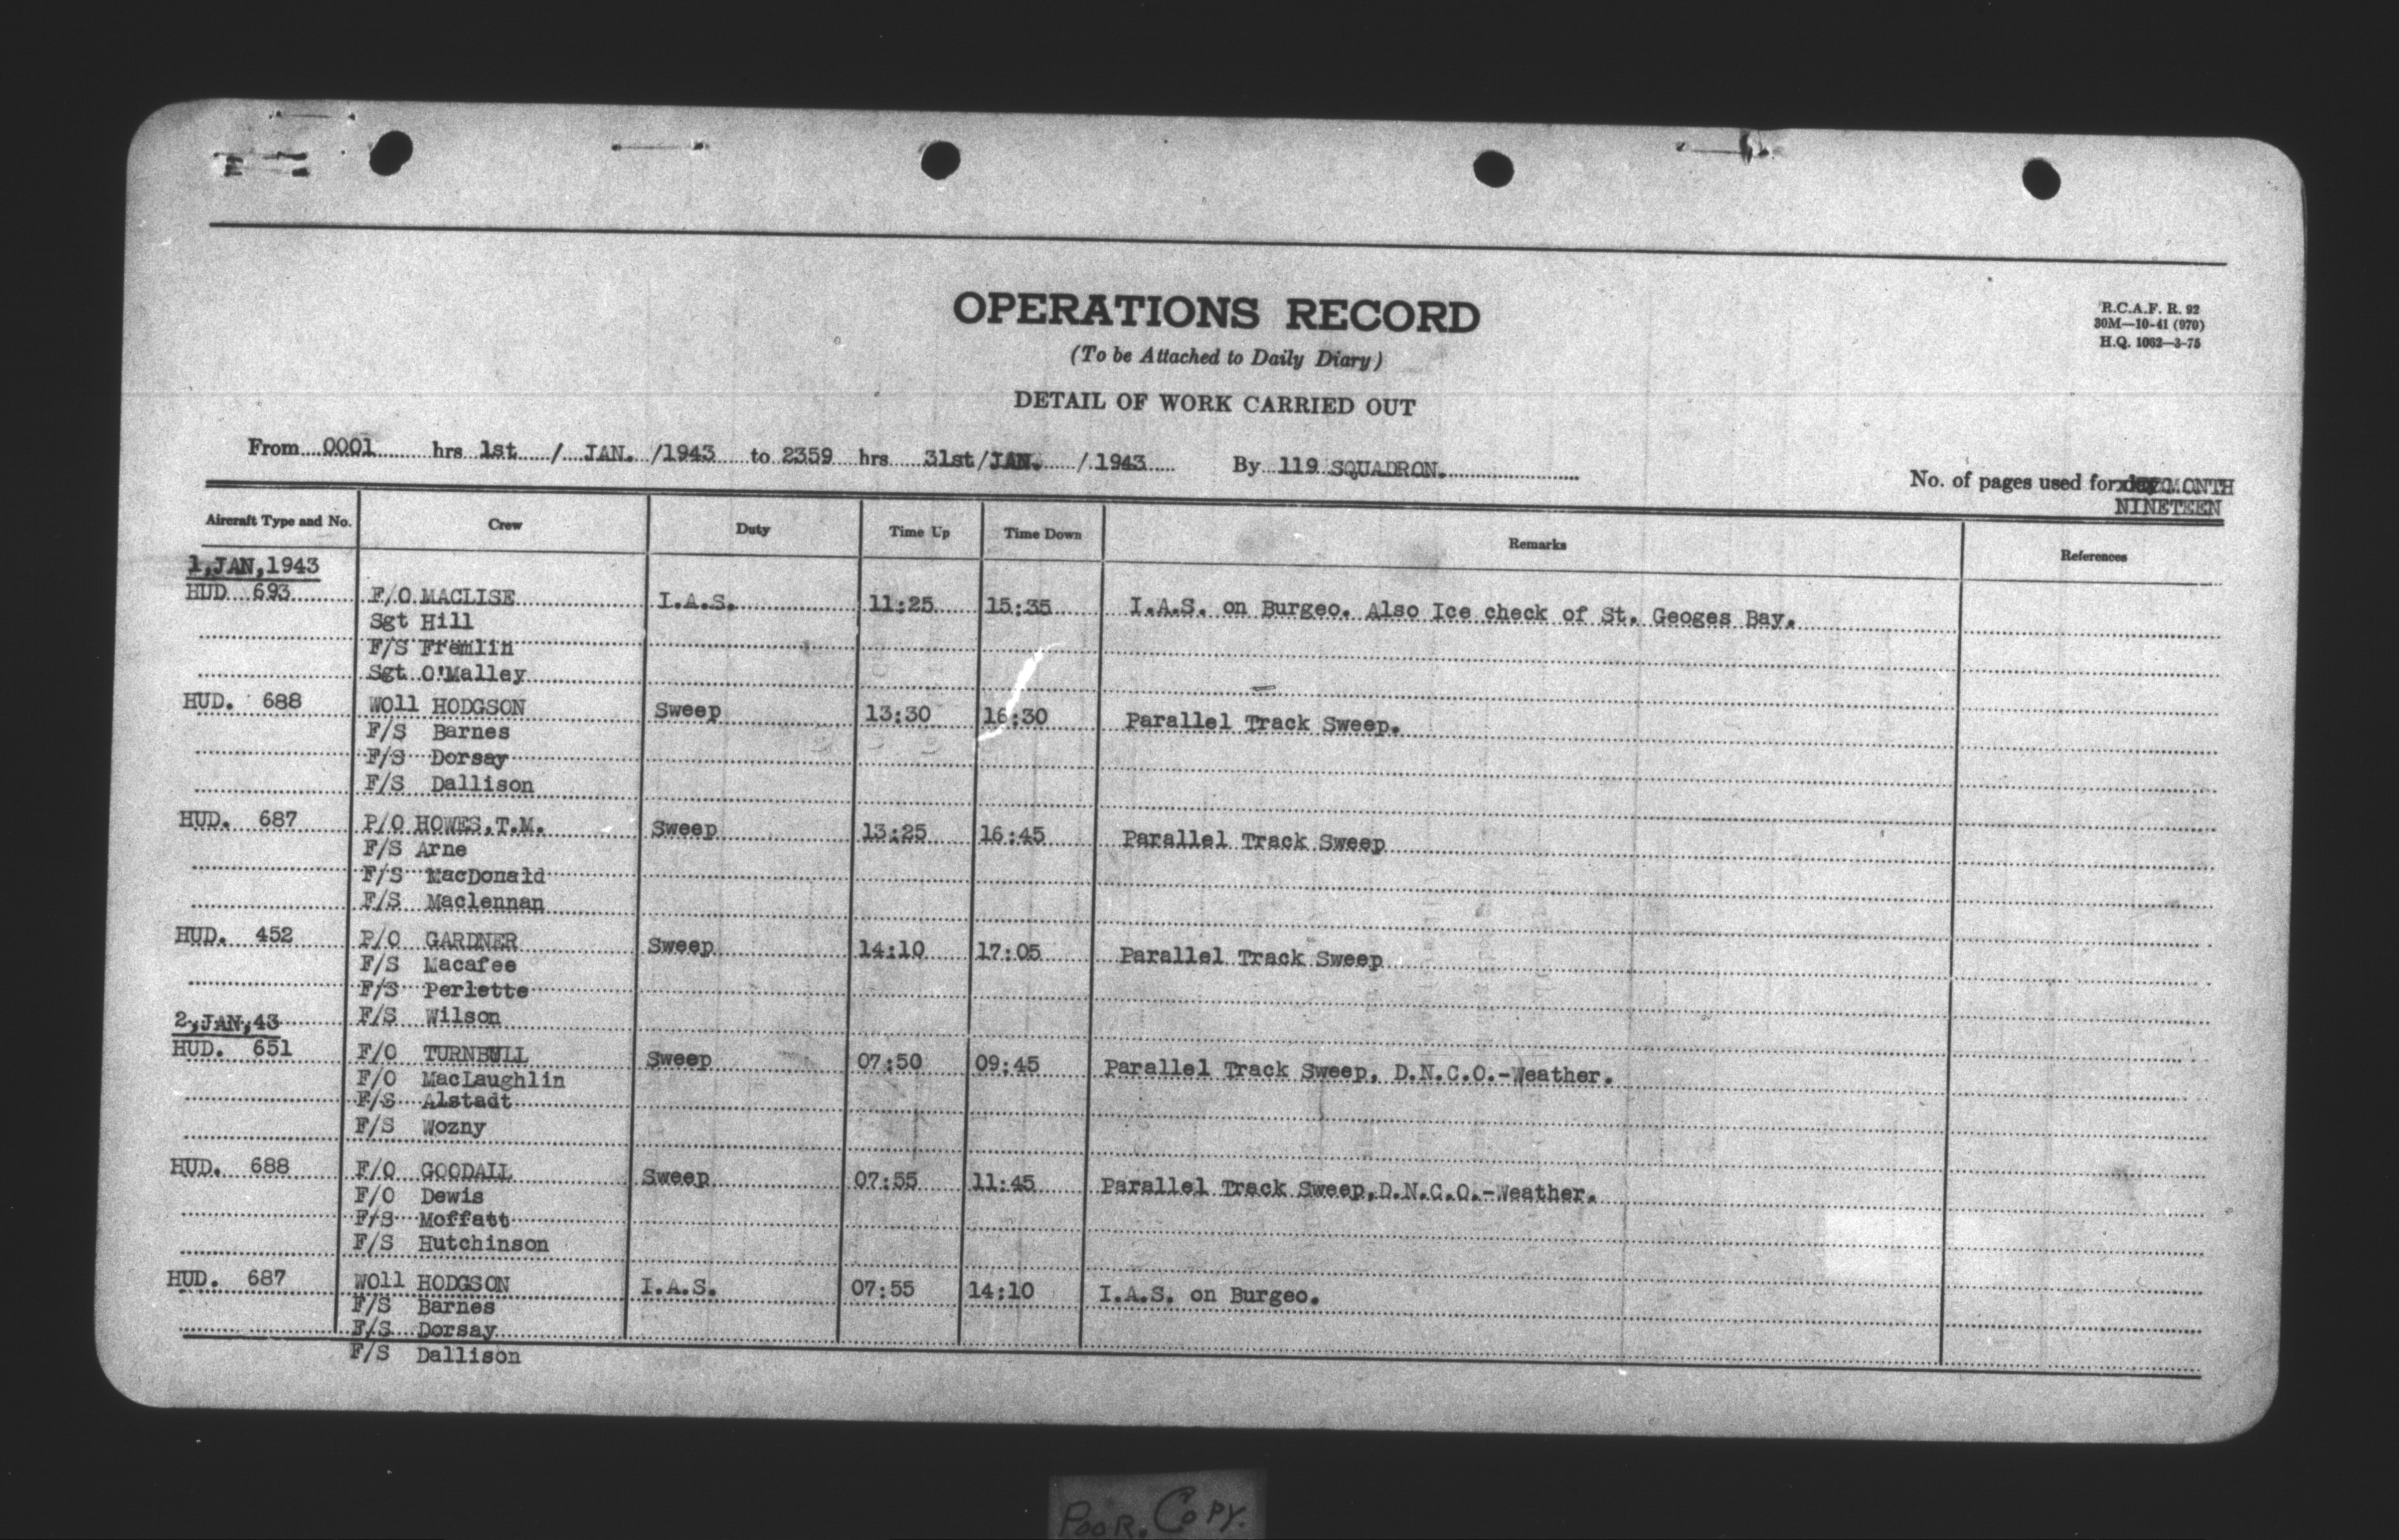 OPERATIONS RECORD
R.C.A.F. R. 92
30M—10-41 (970)
H.Q. 1062—3-75
(To be Attached to Daily Diary)
DETAIL OF WORK CARRIED OUT
From 0001 hrs 1st / JAN. /1943 to 2359 hrs 31st/JAN. / 1943 By 119 SQUADRON.
No. of pages used for MONTH
NINETEEN
Aircraft Type and No. Crew Duty Time Up Time Down Remarks References
1,JAN,1943
HUD 693 F/O MACLISE I.A.S. 11:25 15:35 I.A.S. on Burgeo. Also Ice check of St. Geoges Bay.
Sgt Hill
F/S Fremlin
Sgt O'Malley
HUD. 688 WOll HODGSON Sweep 13:30 16:30 Parallel Track Sweep.
F/S Barnes
F/S Dorsay
F/S Dallison
HUD. 687 P/O HOWES.T.M. Sweep 13:25 16:45 Parallel Track Sweep
F/S Arne
F/S MacDonald
F/S Maclennan
HUD. 452 P/O GARDNER Sweep 14:10 17:05 Parallel Track Sweep
F/S Macafee
F/S Perlette
2,JAN,43 F/S Wilson
HUD. 651 F/O TURNBULL Sweep 07:50 09:45 Parallel Track Sweep, D.N.C.O.-Weather.
F/O MacLaughlin
F/S Alstadt
F/S Wozny
HUD. 688 F/O GOODALL Sweep 07:55 11:45 Parallel Track Sweep,D.N.C.O.-Weather.
F/O Dewis
F/S Moffatt
F/S Hutchinson
HUD. 687 WOll HODGSON I.A.S. 07:55 14:10 I.A.S. on Burgeo.
F/S Barnes
F/S Dorsay
F/S Dallison
POOR. COPY.